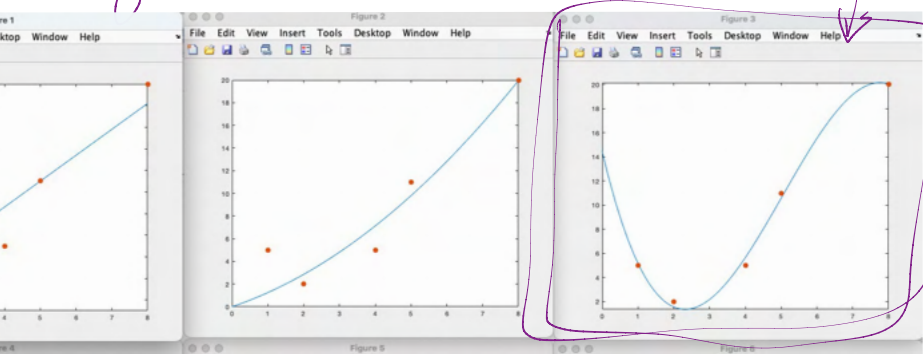 re 1
Figure 2
Figure 3
ktop Window Help
File Edit View Insert Tools Desktop Window Help
File Edit View Insert Tools Desktop Window Help
20
18
16
14
12
10
8
6
4
2
0
0 1 2 3 4 5 6 7 8
20
18
16
14
12
10
8
6
4
2
0 1 2 3 4 5 6 7 8
4 5 6 7 8
re 4
Figure 5
Figure 6